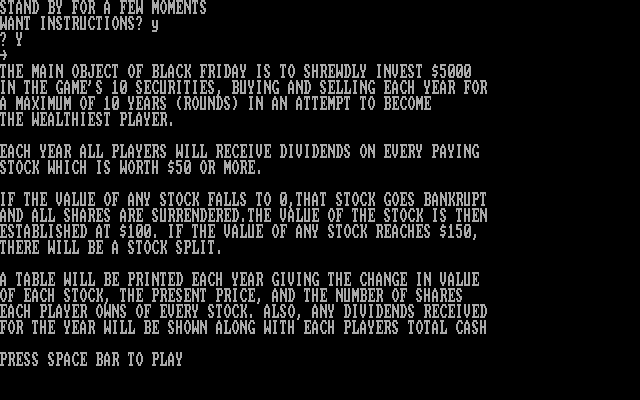 STAND BY FOR A FEW MOMENTS
WANT INSTRUCTIONS? y
? Y
→
THE MAIN OBJECT OF BLACK FRIDAY IS TO SHREWDLY INVEST $5000
IN THE GAME'S 10 SECURITIES, BUYING AND SELLING EACH YEAR FOR
A MAXIMUM OF 10 YEARS (ROUNDS) IN AN ATTEMPT TO BECOME
THE WEALTHIEST PLAYER.
EACH YEAR ALL PLAYERS WILL RECEIVE DIVIDENDS ON EVERY PAYING
STOCK WHICH IS WORTH $50 OR MORE.
IF THE VALUE OF ANY STOCK FALLS TO 0,THAT STOCK GOES BANKRUPT
AND ALL SHARES ARE SURRENDERED.THE VALUE OF THE STOCK IS THEN
ESTABLISHED AT $100. IF THE VALUE OF ANY STOCK REACHES $150,
THERE WILL BE A STOCK SPLIT.
A TABLE WILL BE PRINTED EACH YEAR GIVING THE CHANGE IN VALUE
OF EACH STOCK, THE PRESENT PRICE, AND THE NUMBER OF SHARES
EACH PLAYER OWNS OF EVERY STOCK. ALSO, ANY DIVIDENDS RECEIVED
FOR THE YEAR WILL BE SHOWN ALONG WITH EACH PLAYERS TOTAL CASH
PRESS SPACE BAR TO PLAY